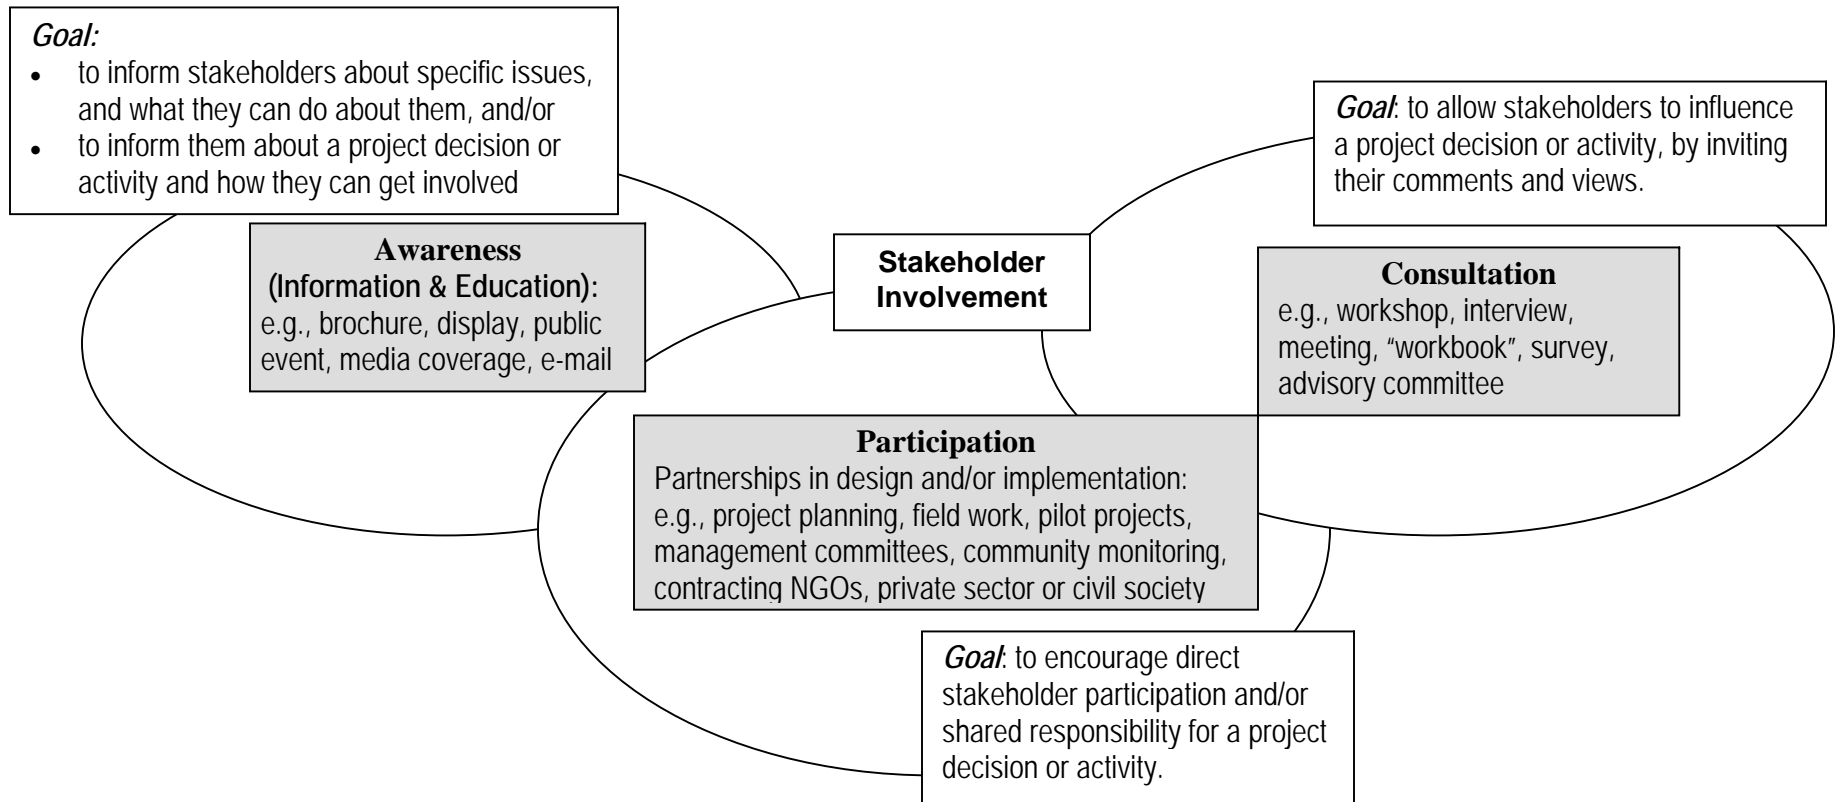 Goal:
• to inform stakeholders about specific issues,
and what they can do about them, and/or
• to inform them about a project decision or
activity and how they can get involved
Goal: to allow stakeholders to influence
a project decision or activity, by inviting
their comments and views.
Awareness
(Information & Education):
e.g., brochure, display, public
event, media coverage, e-mail
Stakeholder
Involvement
Consultation
e.g., workshop, interview,
meeting, “workbook”, survey,
advisory committee
Participation
Partnerships in design and/or implementation:
e.g., project planning, field work, pilot projects,
management committees, community monitoring,
contracting NGOs, private sector or civil society
Goal: to encourage direct
stakeholder participation and/or
shared responsibility for a project
decision or activity.